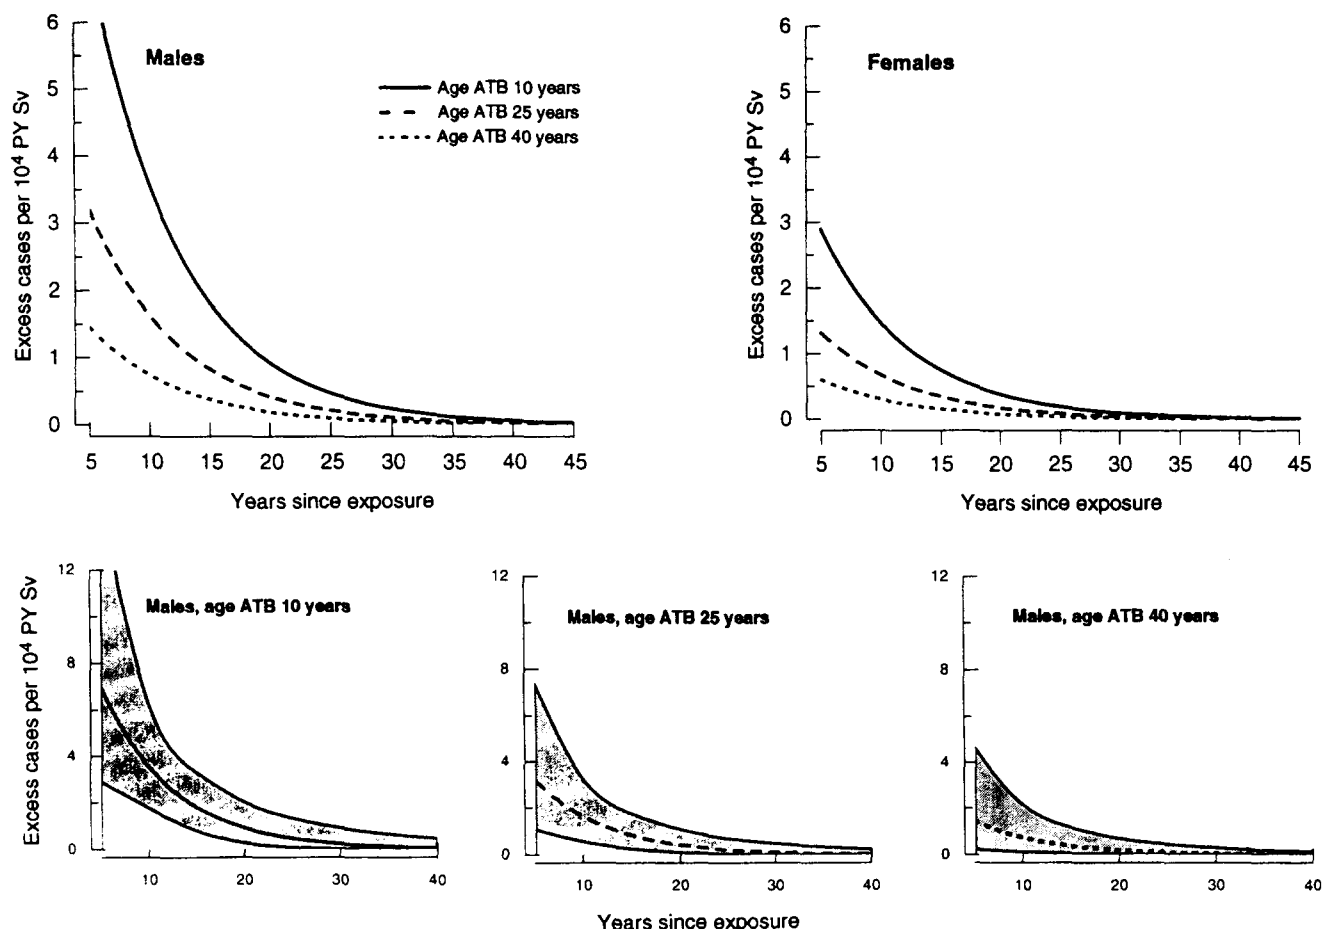 Males
Females
Age ATB 10 years
Age ATB 25 years
Age ATB 40 years
Excess cases per 10⁴ PY Sv
6
5
4
3
2
1
0
5 10 15 20 25 30 35 40 45
Years since exposure
Excess cases per 10⁴ PY Sv
6
5
4
3
2
1
0
5 10 15 20 25 30 35 40 45
Years since exposure
Excess cases per 10⁴ PY Sv
Males, age ATB 10 years
12
8
4
0
10 20 30 40
Males, age ATB 25 years
12
8
4
0
10 20 30 40
Males, age ATB 40 years
12
8
4
0
10 20 30 40
Years since exposure